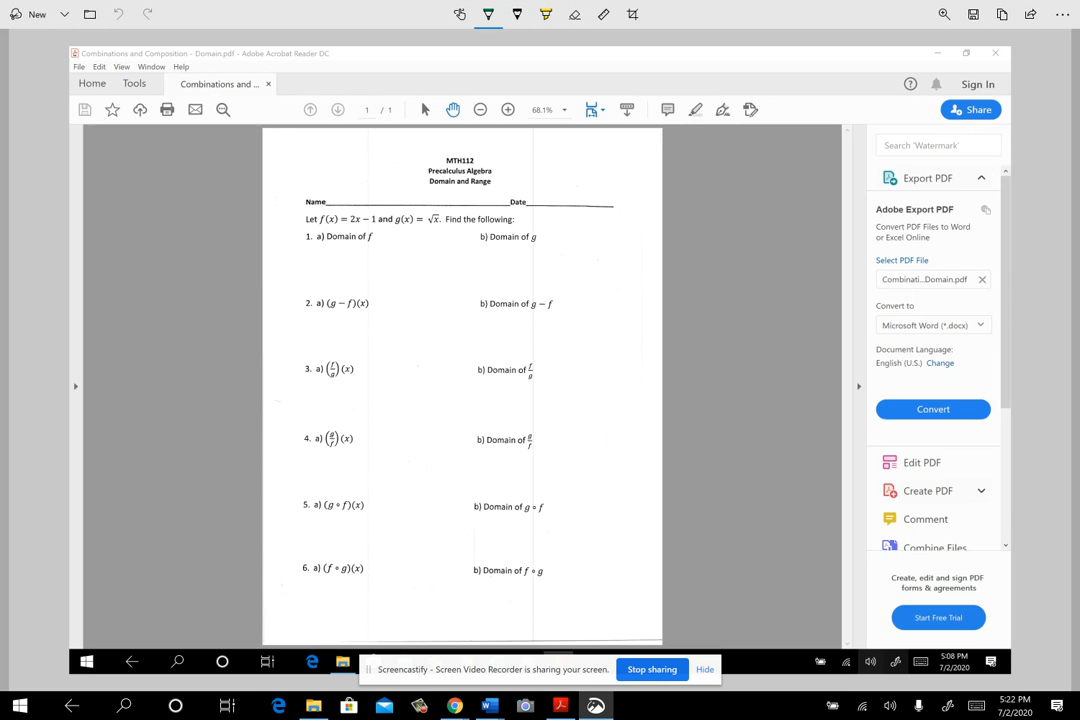 New
Combinations and Composition - Domain.pdf - Adobe Acrobat Reader DC
File Edit View Window Help
Home Tools Combinations and ... × Sign In
1 / 1 68.1% Share
MTH112
Precalculus Algebra
Domain and Range
Name Date
Let f(x) = 2x − 1 and g(x) = √x. Find the following:
1. a) Domain of f b) Domain of g
2. a) (g − f)(x) b) Domain of g − f
3. a) (f/g)(x) b) Domain of f/g
4. a) (g/f)(x) b) Domain of g/f
5. a) (g ∘ f)(x) b) Domain of g ∘ f
6. a) (f ∘ g)(x) b) Domain of f ∘ g
Search 'Watermark'
Export PDF
Adobe Export PDF
Convert PDF Files to Word
or Excel Online
Select PDF File
Combinati...Domain.pdf
Convert to
Microsoft Word (*.docx)
Document Language:
English (U.S.) Change
Convert
Edit PDF
Create PDF
Comment
Combine Files
Create, edit and sign PDF
forms & agreements
Start Free Trial
5:08 PM
7/2/2020
Screencastify - Screen Video Recorder is sharing your screen. Stop sharing Hide
5:22 PM
7/2/2020